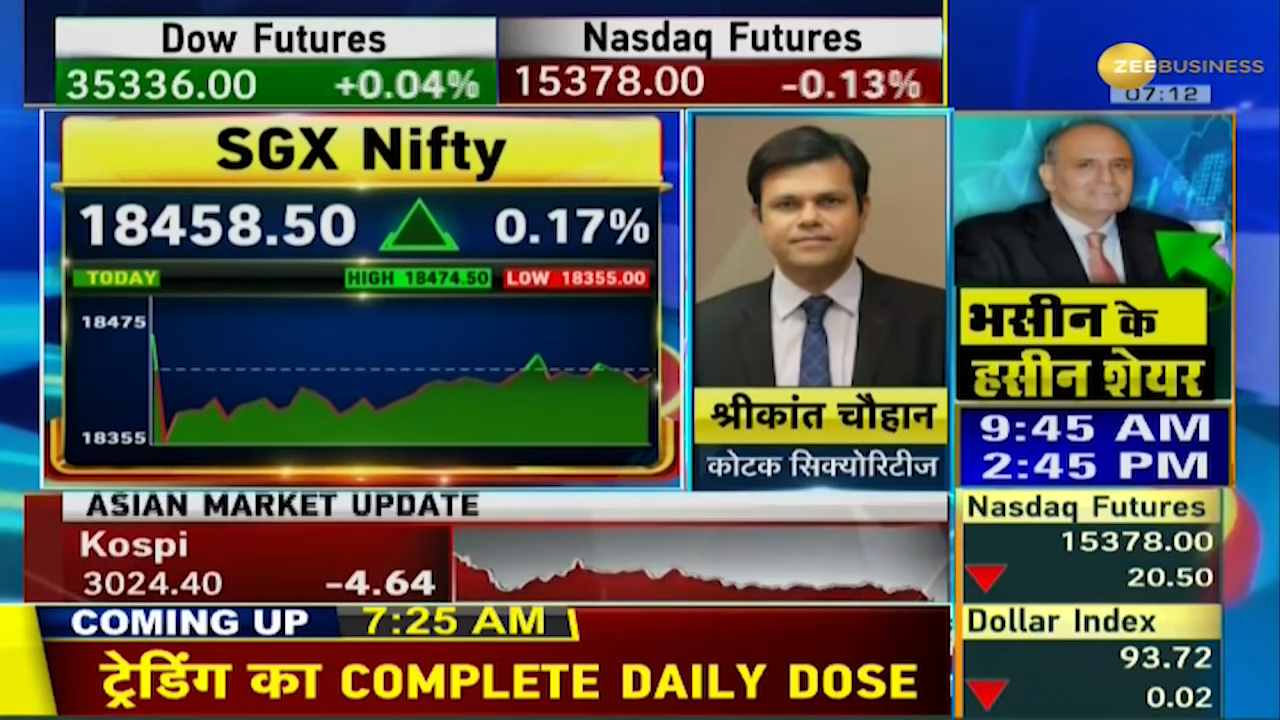 Dow Futures
35336.00 +0.04%
Nasdaq Futures
15378.00 -0.13%
ZEEBUSINESS
07:12
SGX Nifty
18458.50 0.17%
TODAY HIGH 18474.50 LOW 18355.00
18475
18355
श्रीकांत चौहान
कोटक सिक्योरिटीज
भसीन के
हसीन शेयर
9:45 AM
2:45 PM
ASIAN MARKET UPDATE
Kospi
3024.40 -4.64
Nasdaq Futures
15378.00
20.50
Dollar Index
93.72
0.02
COMING UP 7:25 AM
ट्रेडिंग का COMPLETE DAILY DOSE